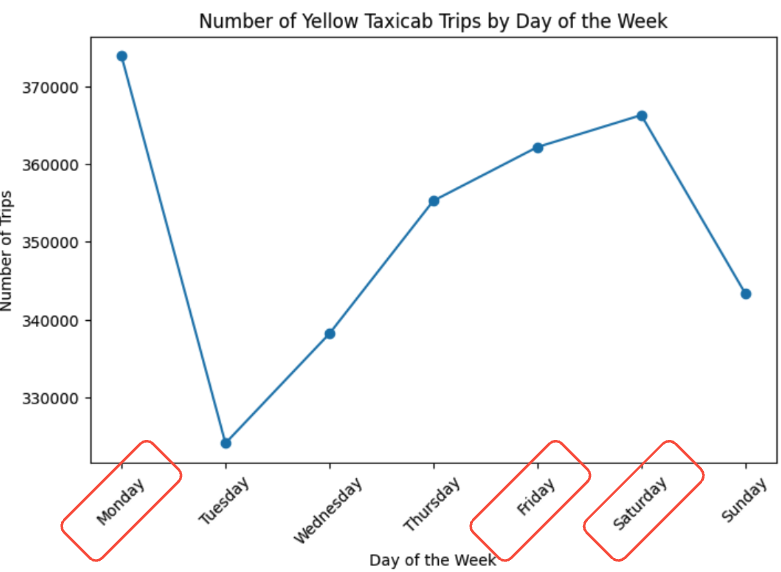 Number of Yellow Taxicab Trips by Day of the Week
Number of Trips
370000
360000
350000
340000
330000
Monday
Tuesday
Wednesday
Thursday
Friday
Saturday
Sunday
Day of the Week